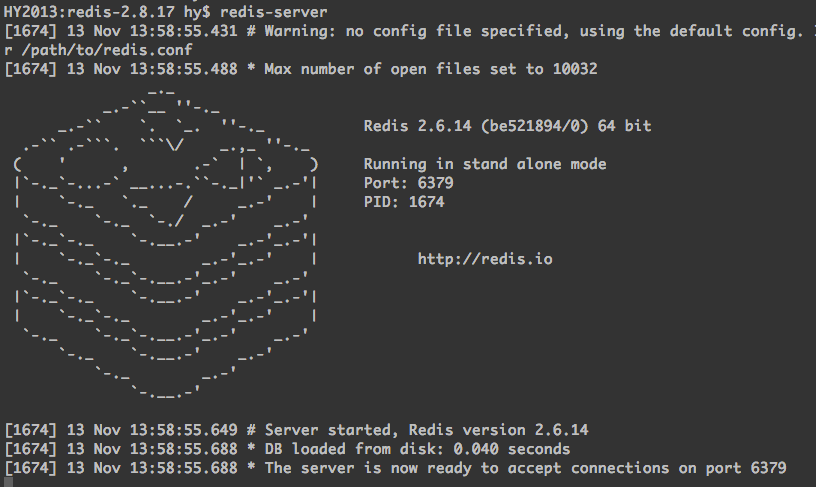 HY2013:redis-2.8.17 hy$ redis-server
[1674] 13 Nov 13:58:55.431 # Warning: no config file specified, using the default config.
r /path/to/redis.conf
[1674] 13 Nov 13:58:55.488 * Max number of open files set to 10032
Redis 2.6.14 (be521894/0) 64 bit
Running in stand alone mode
Port: 6379
PID: 1674
http://redis.io
[1674] 13 Nov 13:58:55.649 # Server started, Redis version 2.6.14
[1674] 13 Nov 13:58:55.688 * DB loaded from disk: 0.040 seconds
[1674] 13 Nov 13:58:55.688 * The server is now ready to accept connections on port 6379